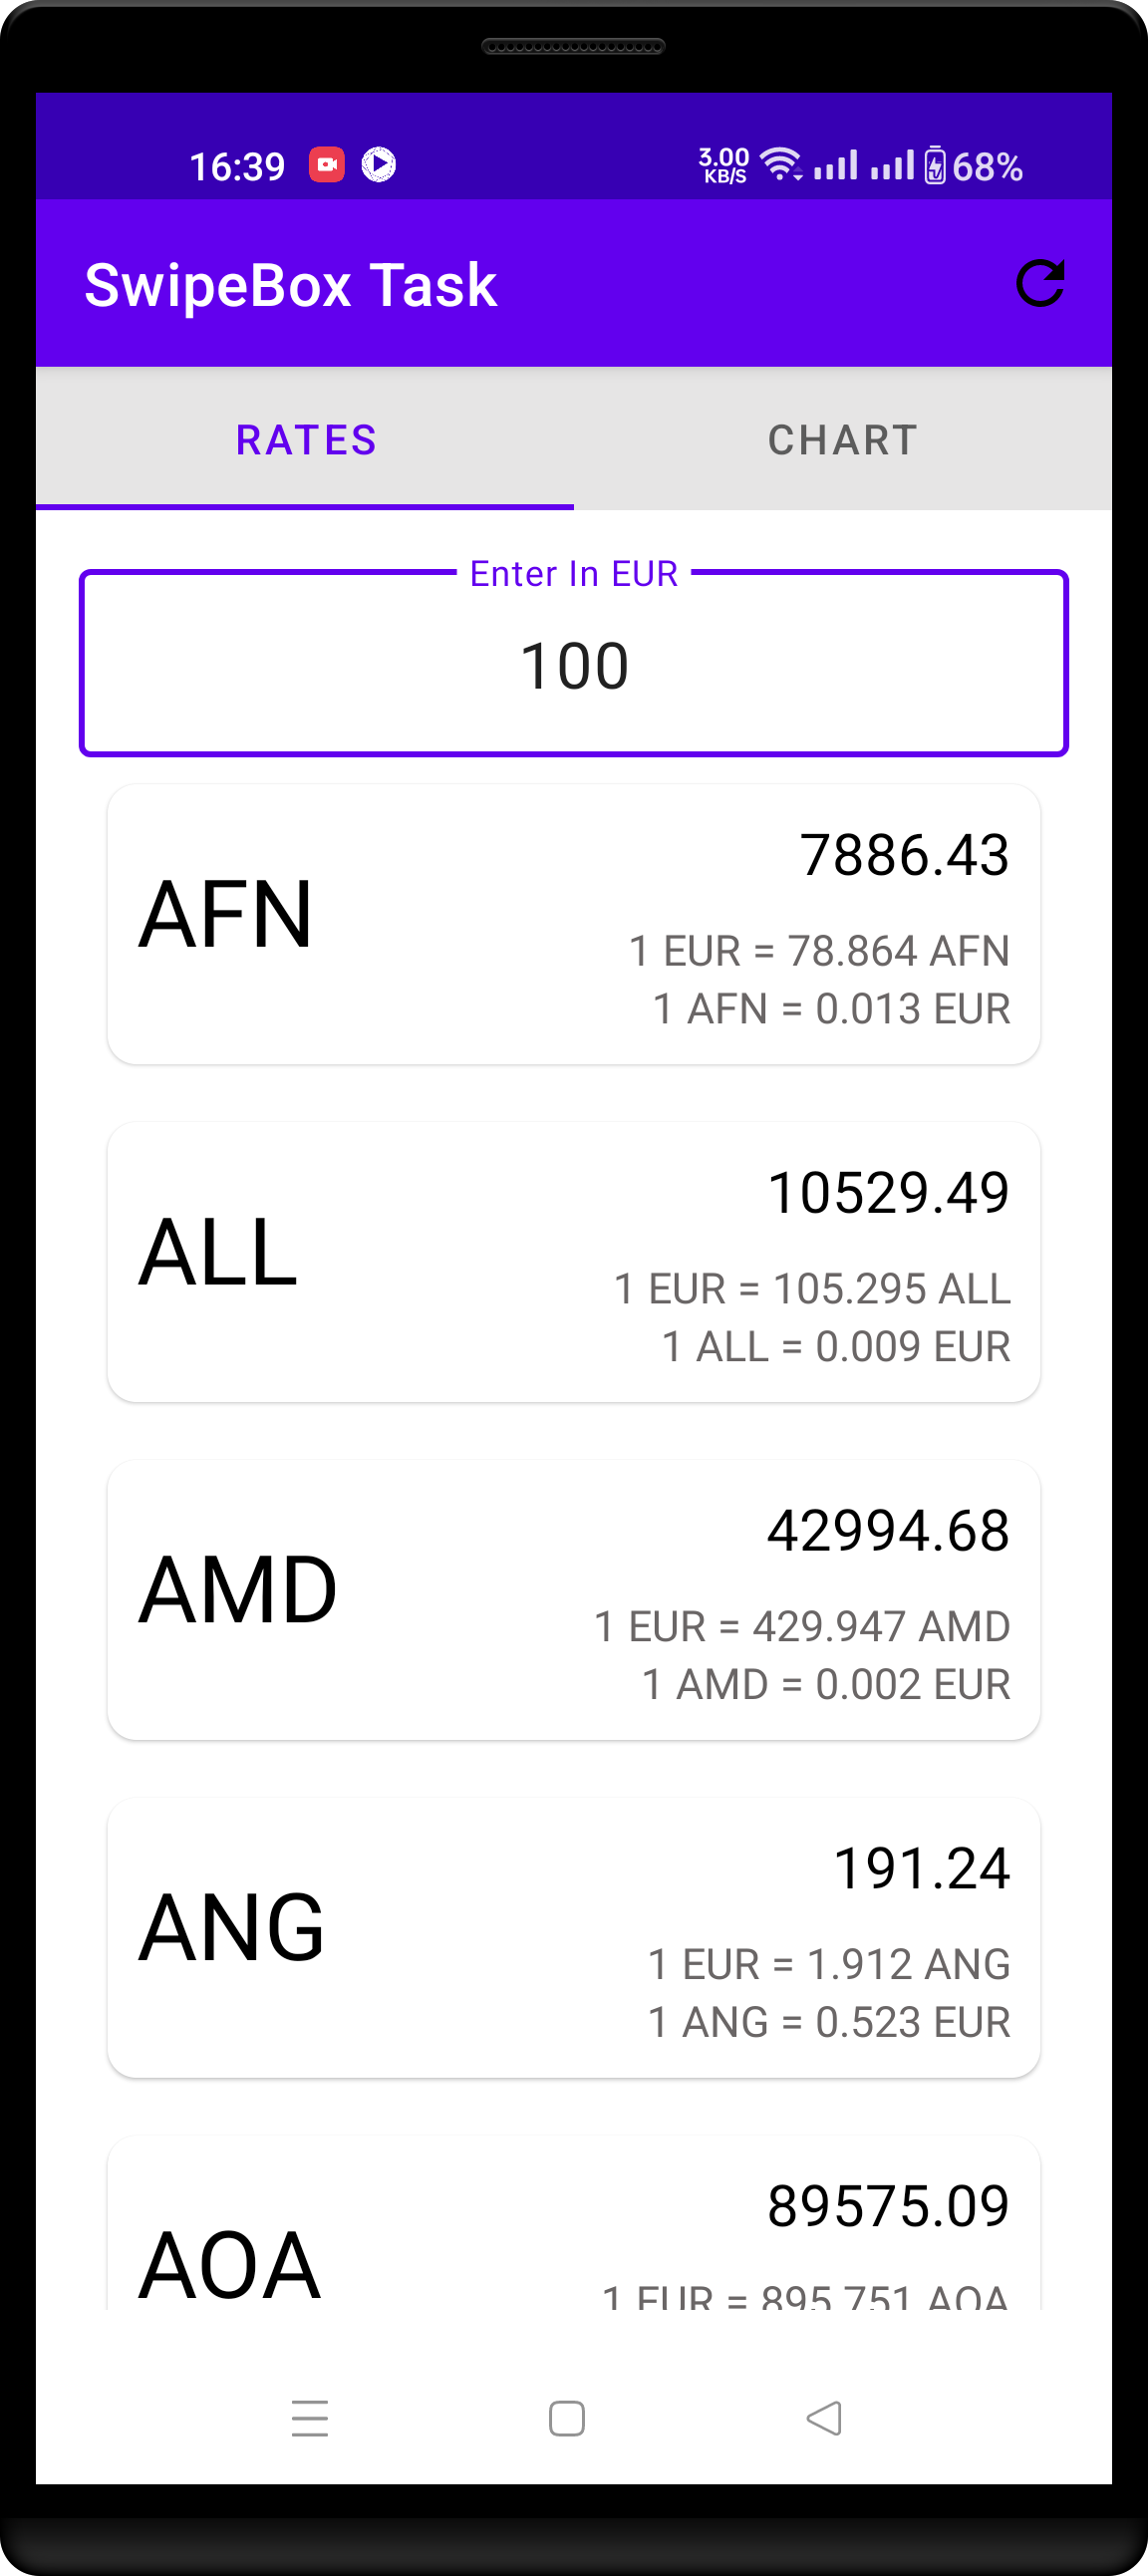 16:39 3.00 KB/S 68%
SwipeBox Task
RATES CHART
Enter In EUR
100
7886.43
AFN
1 EUR = 78.864 AFN
1 AFN = 0.013 EUR
10529.49
ALL
1 EUR = 105.295 ALL
1 ALL = 0.009 EUR
42994.68
AMD
1 EUR = 429.947 AMD
1 AMD = 0.002 EUR
191.24
ANG
1 EUR = 1.912 ANG
1 ANG = 0.523 EUR
89575.09
AOA
1 EUR = 895.751 AOA